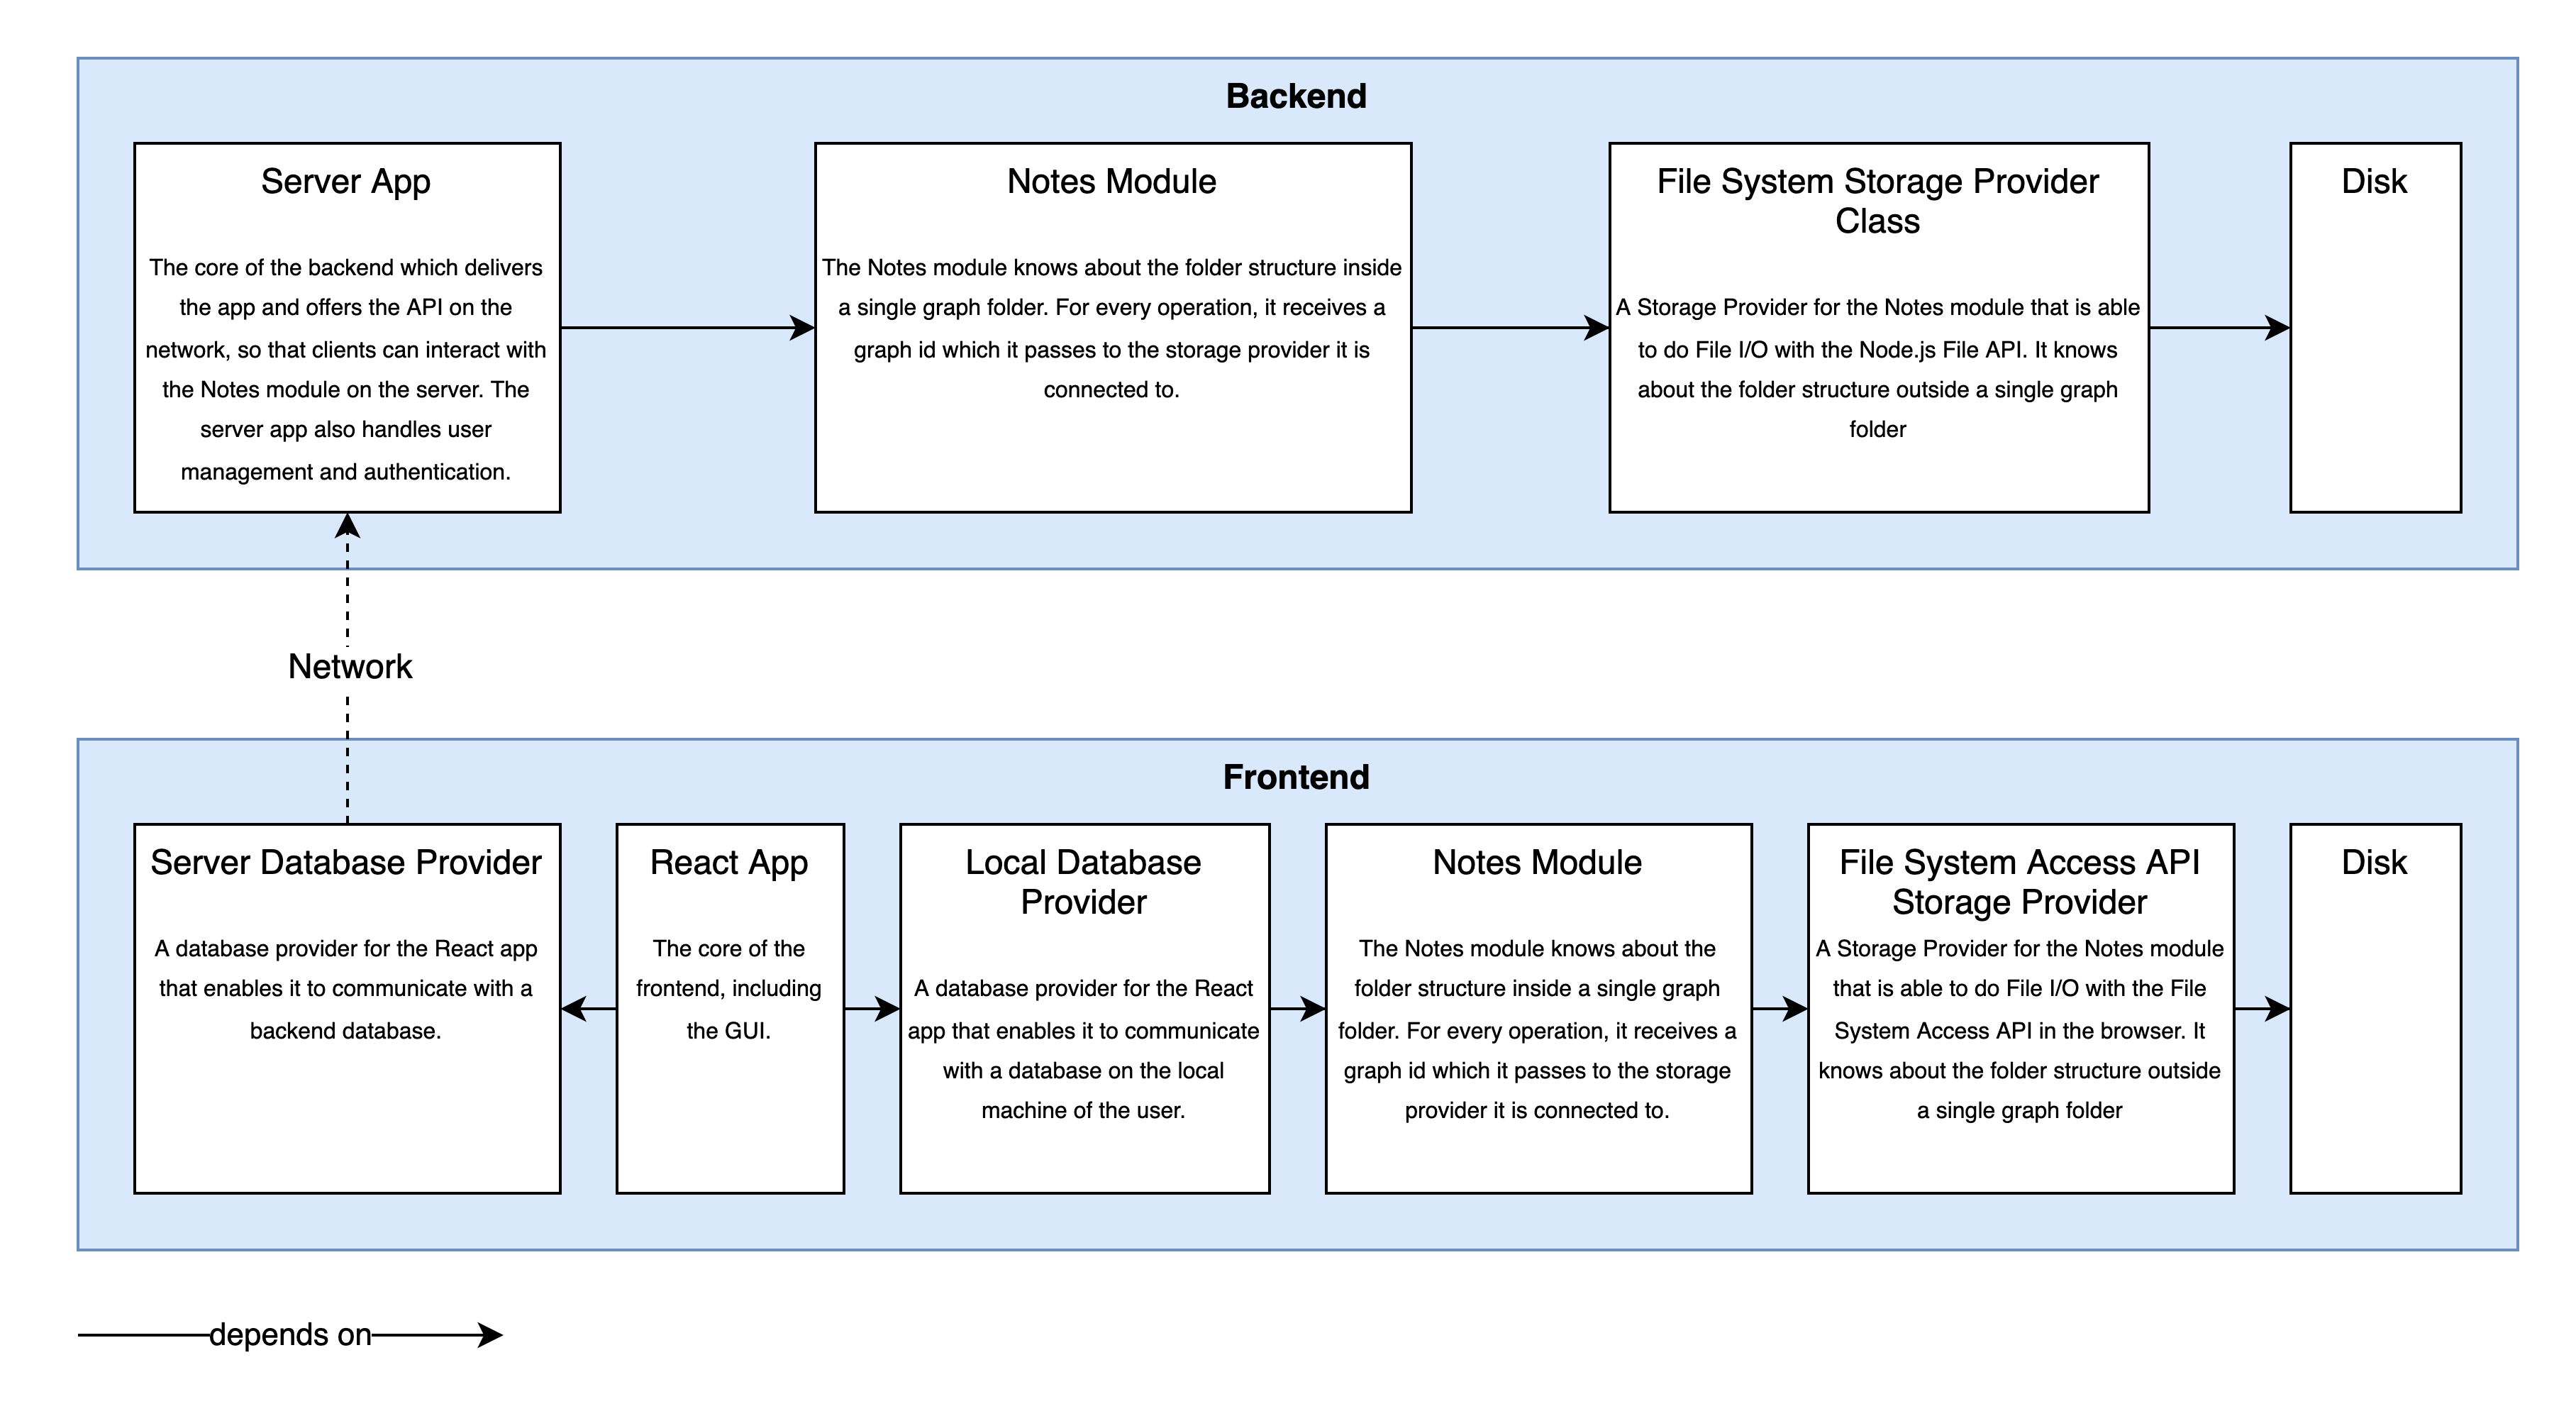 Backend
Server App
The core of the backend which delivers
the app and offers the API on the
network, so that clients can interact with
the Notes module on the server. The
server app also handles user
management and authentication.
Notes Module
The Notes module knows about the folder structure inside
a single graph folder. For every operation, it receives a
graph id which it passes to the storage provider it is
connected to.
File System Storage Provider
Class
A Storage Provider for the Notes module that is able
to do File I/O with the Node.js File API. It knows
about the folder structure outside a single graph
folder
Disk
Network
Frontend
Server Database Provider
A database provider for the React app
that enables it to communicate with a
backend database.
React App
The core of the
frontend, including
the GUI.
Local Database
Provider
A database provider for the React
app that enables it to communicate
with a database on the local
machine of the user.
Notes Module
The Notes module knows about the
folder structure inside a single graph
folder. For every operation, it receives a
graph id which it passes to the storage
provider it is connected to.
File System Access API
Storage Provider
A Storage Provider for the Notes module
that is able to do File I/O with the File
System Access API in the browser. It
knows about the folder structure outside
a single graph folder
Disk
depends on